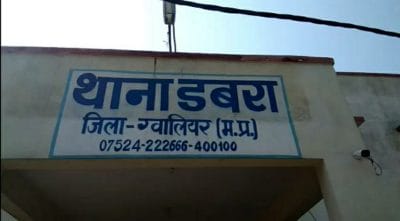 थाना डबरा
जिला-ग्वालियर (म.प्र.)
07524-222666-400100